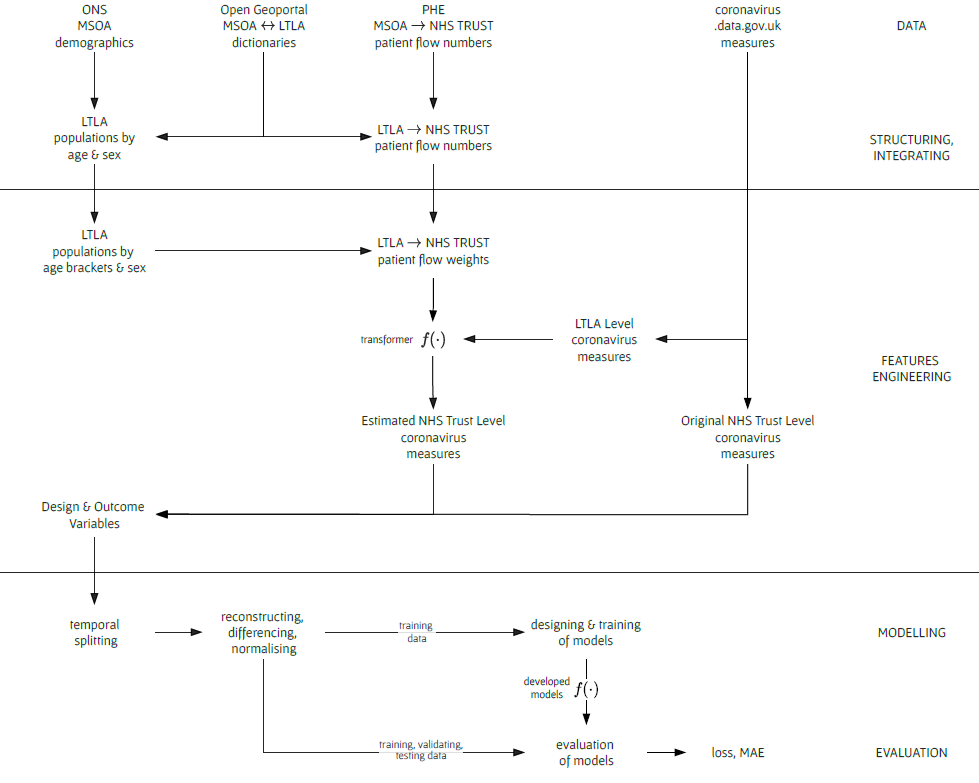 ONS
MSOA
demographics
Open Geoportal
MSOA ↔ LTLA
dictionaries
PHE
MSOA → NHS TRUST
patient flow numbers
coronavirus
.data.gov.uk
measures
DATA
LTLA
populations by
age & sex
LTLA → NHS TRUST
patient flow numbers
STRUCTURING,
INTEGRATING
LTLA
populations by
age brackets & sex
LTLA → NHS TRUST
patient flow weights
transformer f(·)
LTLA Level
coronavirus
measures
FEATURES
ENGINEERING
Estimated NHS Trust Level
coronavirus
measures
Original NHS Trust Level
coronavirus
measures
Design & Outcome
Variables
temporal
splitting
reconstructing,
differencing,
normalising
training
data
designing & training
of models
MODELLING
developed
models
f(·)
training, validating,
testing data
evaluation
of models
loss, MAE
EVALUATION